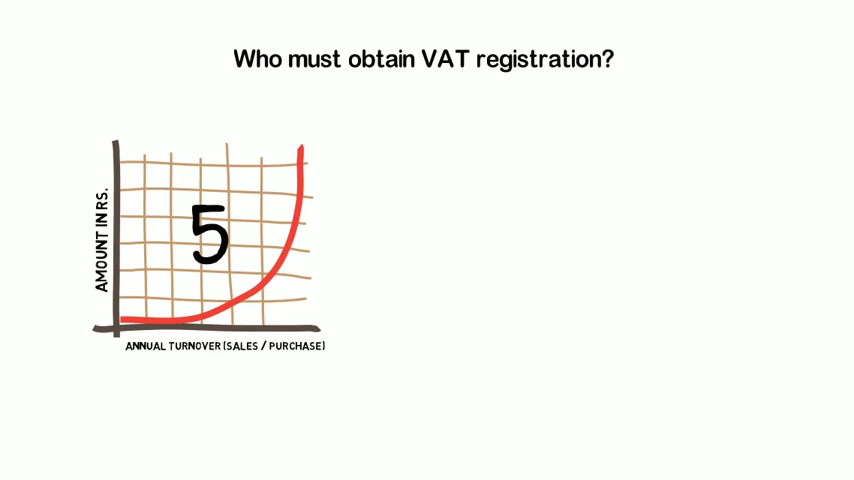 Who must obtain VAT registration?
AMOUNT IN RS.
5
ANNUAL TURNOVER (SALES / PURCHASE)